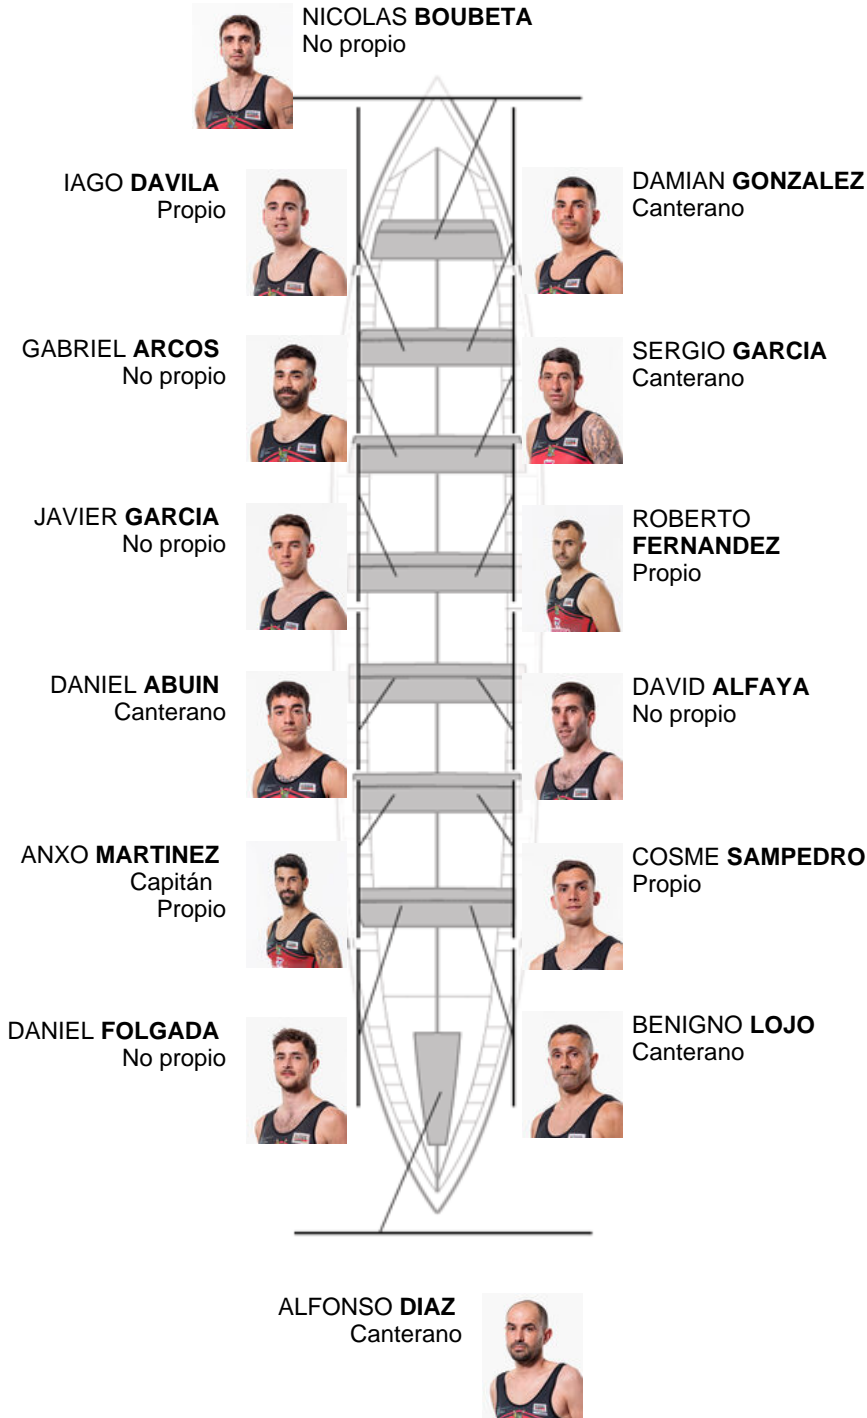 NICOLAS BOUBETA
No propio
IAGO DAVILA
Propio
DAMIAN GONZALEZ
Canterano
GABRIEL ARCOS
No propio
SERGIO GARCIA
Canterano
JAVIER GARCIA
No propio
ROBERTO
FERNANDEZ
Propio
DANIEL ABUIN
Canterano
DAVID ALFAYA
No propio
ANXO MARTINEZ
Capitán
Propio
COSME SAMPEDRO
Propio
DANIEL FOLGADA
No propio
BENIGNO LOJO
Canterano
ALFONSO DIAZ
Canterano